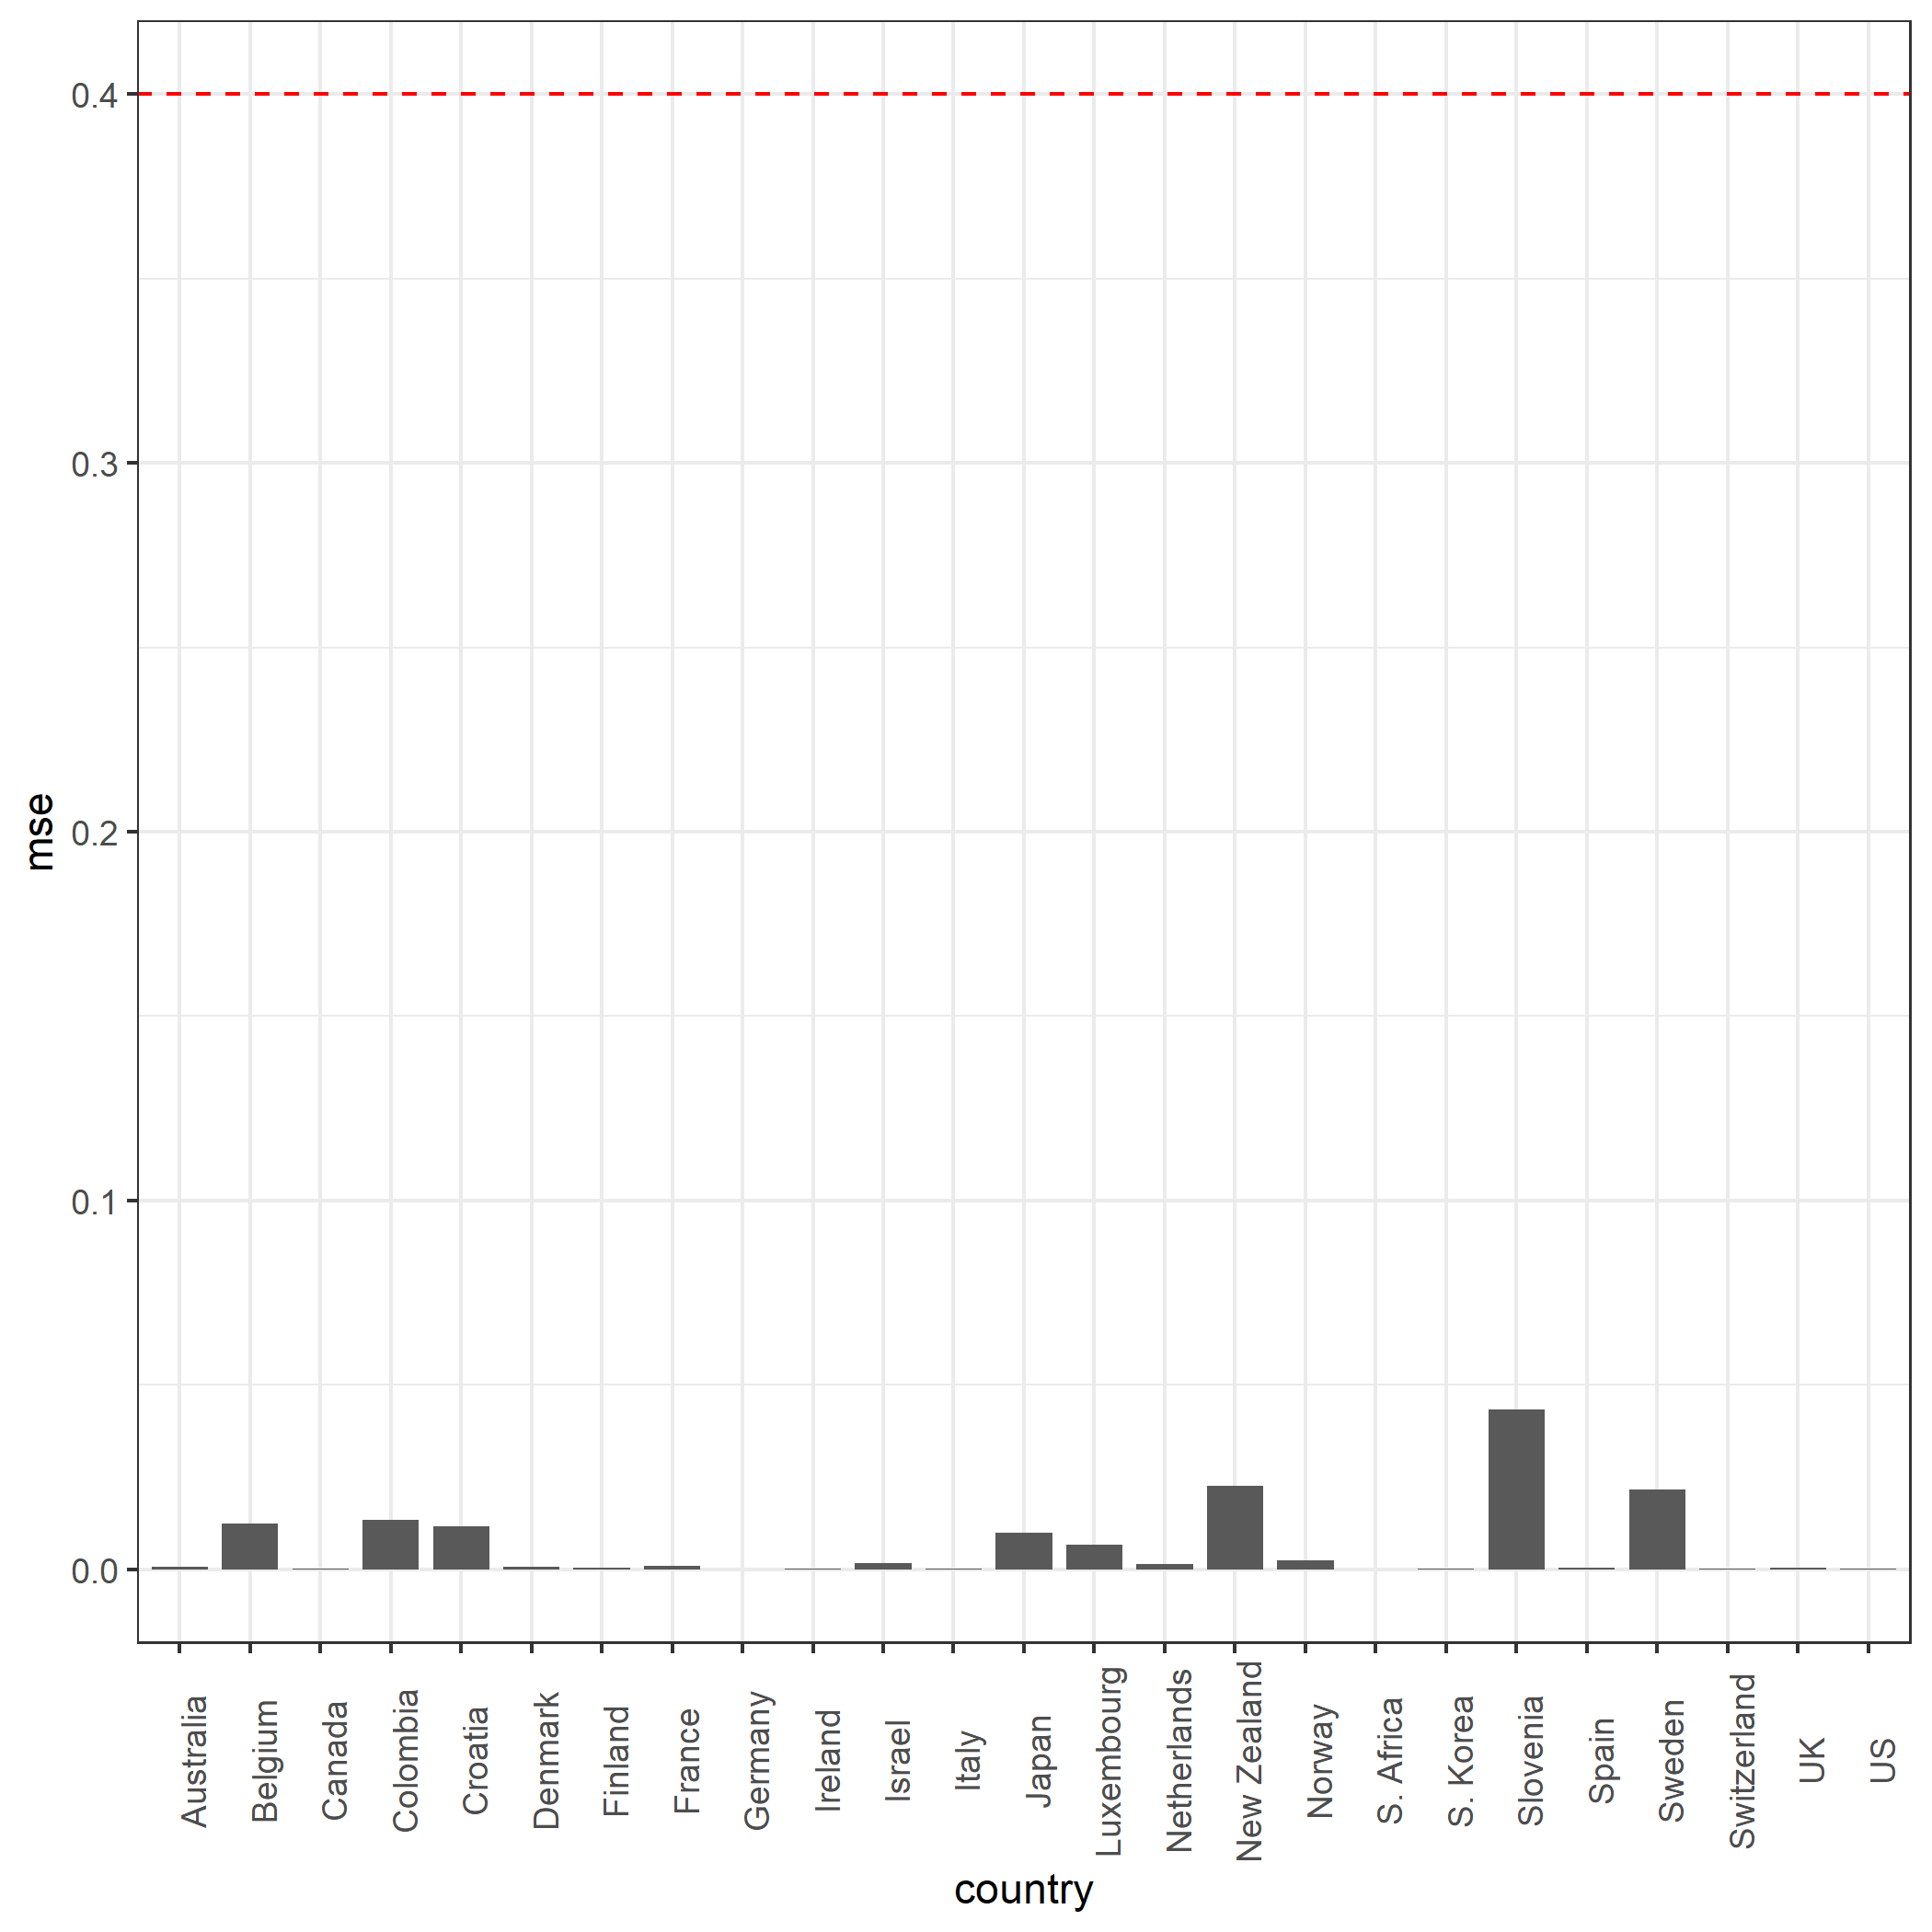 0.4
0.3
0.2
0.1
0.0
mse
Australia
Belgium
Canada
Colombia
Croatia
Denmark
Finland
France
Germany
Ireland
Israel
Italy
Japan
Luxembourg
Netherlands
New Zealand
Norway
S. Africa
S. Korea
Slovenia
Spain
Sweden
Switzerland
UK
US
country